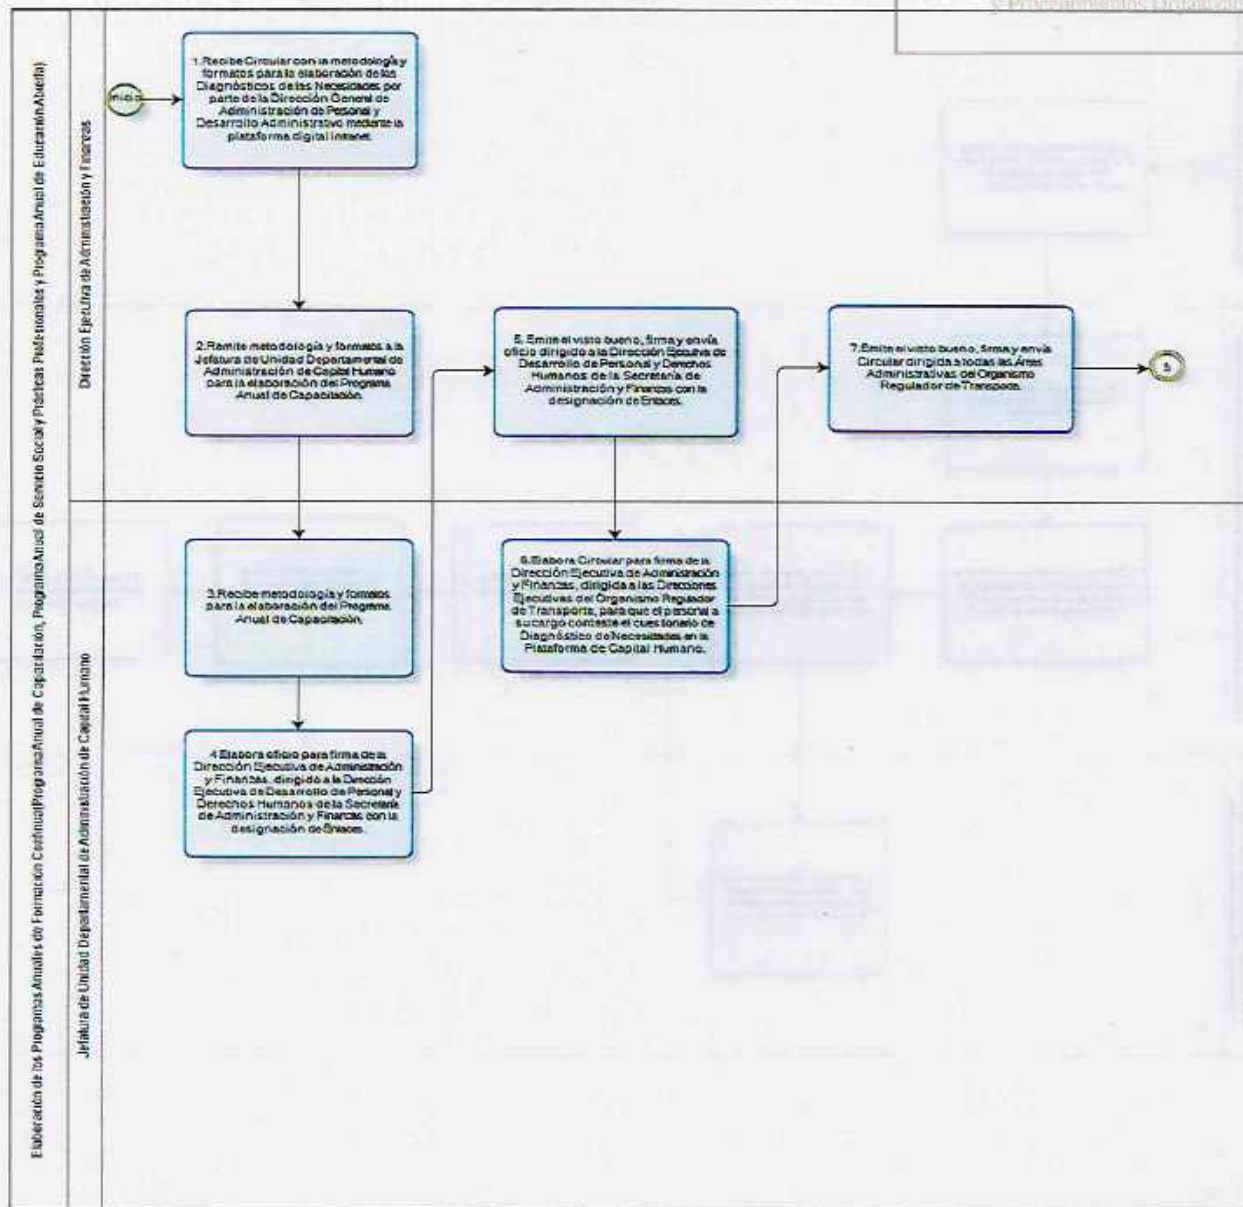 y Procedimientos Organizac
Elaboración de los Programas Anuales de Formación Continua(Programa Anual de Capacitación, Programa Anual de Servicio Social y Prácticas Profesionales y Programa Anual de Educación Abierta)
Dirección Ejecutiva de Administración y Finanzas
Inicio
1.Recibe Circular con la metodología y
formatos para la elaboración de los
Diagnósticos de las Necesidades por
parte de la Dirección General de
Administración de Personal y
Desarrollo Administrativo mediante la
plataforma digital Intranet.
2.Remite metodología y formatos a la
Jefatura de Unidad Departamental de
Administración de Capital Humano
para la elaboración del Programa
Anual de Capacitación.
5. Emite el visto bueno, firma y envía
oficio dirigido a la Dirección Ejecutiva de
Desarrollo de Personal y Derechos
Humanos de la Secretaría de
Administración y Finanzas con la
designación de Enlaces.
7.Emite el visto bueno, firma y envía
Circular dirigida a todas las Áreas
Administrativas del Organismo
Regulador de Transporte.
Jefatura de Unidad Departamental de Administración de Capital Humano
3.Recibe metodología y formatos
para la elaboración del Programa
Anual de Capacitación.
6.Elabora Circular para firma de la
Dirección Ejecutiva de Administración
y Finanzas, dirigida a las Direcciones
Ejecutivas del Organismo Regulador
de Transporte, para que el personal a
su cargo conteste el cuestionario de
Diagnóstico de Necesidades en la
Plataforma de Capital Humano.
4.Elabora oficio para firma de la
Dirección Ejecutiva de Administración
y Finanzas, dirigido a la Dirección
Ejecutiva de Desarrollo de Personal y
Derechos Humanos de la Secretaría
de Administración y Finanzas con la
designación de Enlaces.